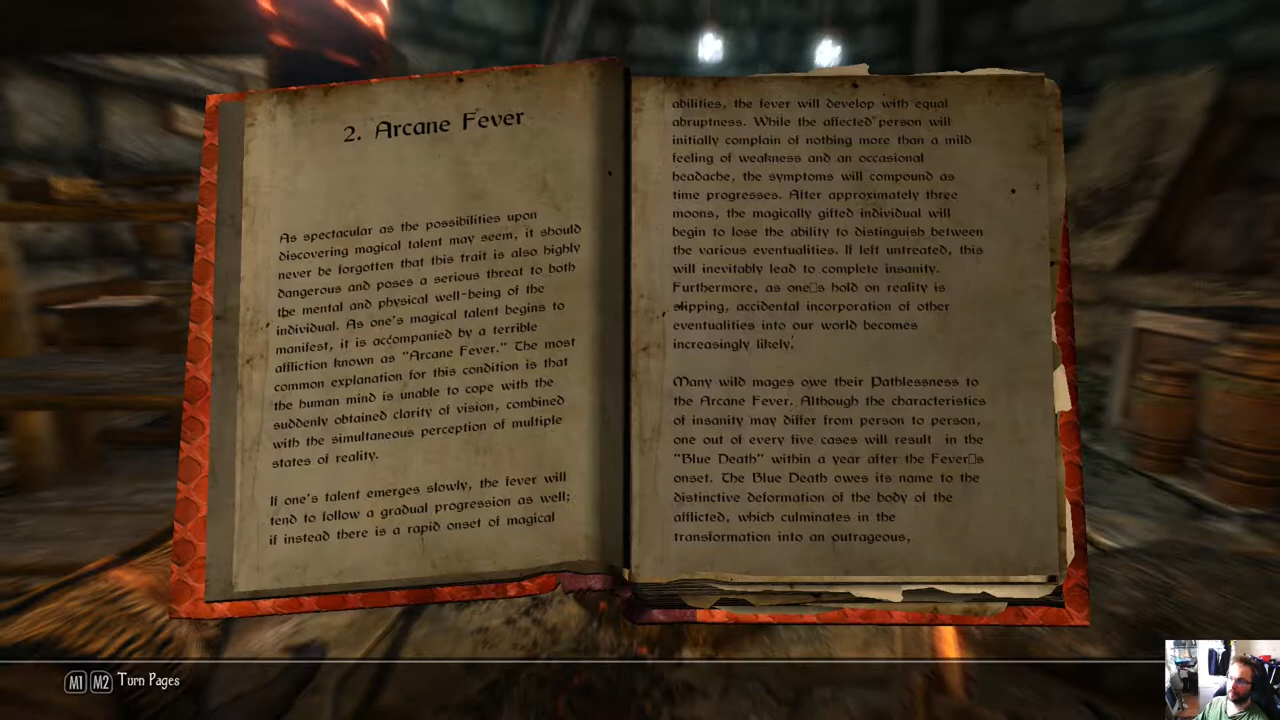 2. Arcane Fever
As spectacular as the possibilities upon
discovering magical talent may seem, it should
never be forgotten that this trait is also highly
dangerous and poses a serious threat to both
the mental and physical well-being of the
individual. As one's magical talent begins to
manifest, it is accompanied by a terrible
affliction known as "Arcane Fever." The most
common explanation for this condition is that
the human mind is unable to cope with the
suddenly obtained clarity of vision, combined
with the simultaneous perception of multiple
states of reality.
If one's talent emerges slowly, the fever will
tend to follow a gradual progression as well;
if instead there is a rapid onset of magical
abilities, the fever will develop with equal
abruptness. While the affected person will
initially complain of nothing more than a mild
feeling of weakness and an occasional
headache, the symptoms will compound as
time progresses. After approximately three
moons, the magically gifted individual will
begin to lose the ability to distinguish between
the various eventualities. If left untreated, this
will inevitably lead to complete insanity.
Furthermore, as one□s hold on reality is
slipping, accidental incorporation of other
eventualities into our world becomes
increasingly likely.
Many wild mages owe their Pathlessness to
the Arcane Fever. Although the characteristics
of insanity may differ from person to person,
one out of every five cases will result in the
"Blue Death" within a year after the Fever□s
onset. The Blue Death owes its name to the
distinctive deformation of the body of the
afflicted, which culminates in the
transformation into an outrageous,
M1 M2 Turn Pages